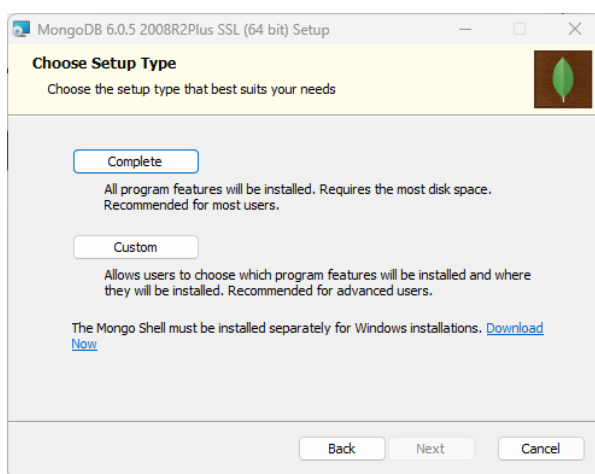 MongoDB 6.0.5 2008R2Plus SSL (64 bit) Setup
Choose Setup Type
Choose the setup type that best suits your needs
Complete
All program features will be installed. Requires the most disk space.
Recommended for most users.
Custom
Allows users to choose which program features will be installed and where
they will be installed. Recommended for advanced users.
The Mongo Shell must be installed separately for Windows installations. Download
Now
Back Next Cancel